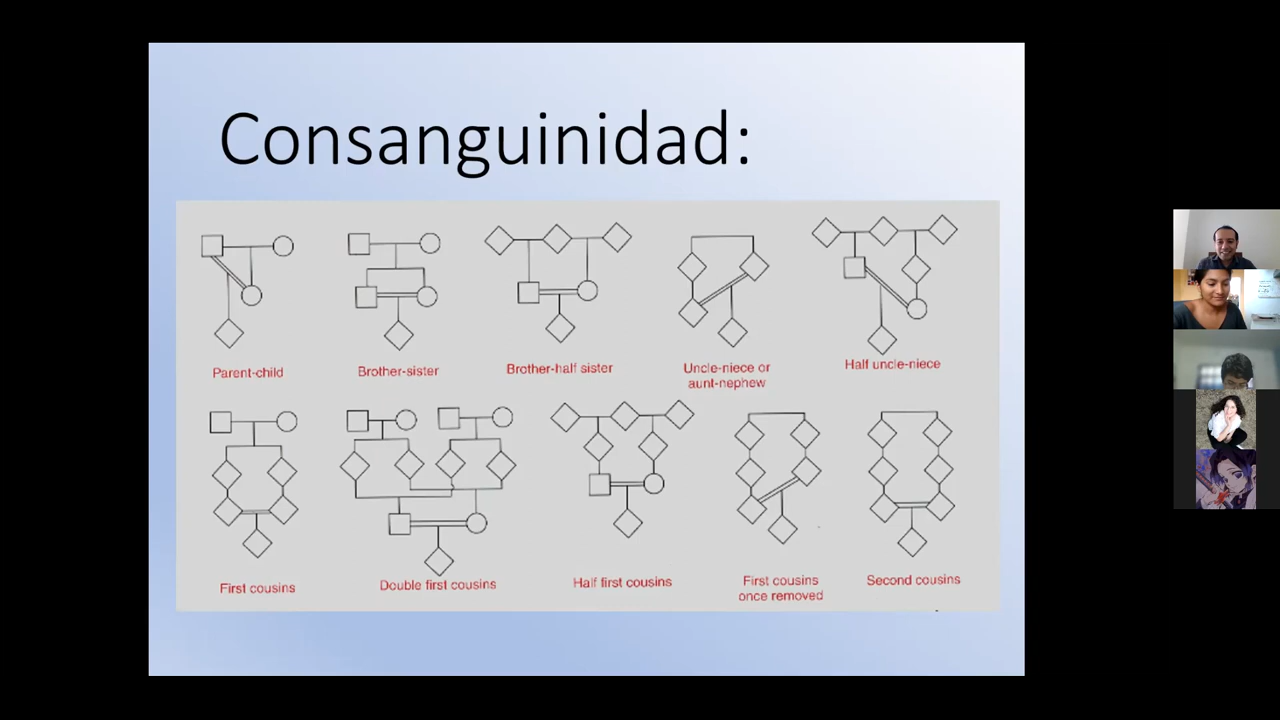 Consanguinidad:
Parent-child
Brother-sister
Brother-half sister
Uncle-niece or
aunt-nephew
Half uncle-niece
First cousins
Double first cousins
Half first cousins
First cousins
once removed
Second cousins